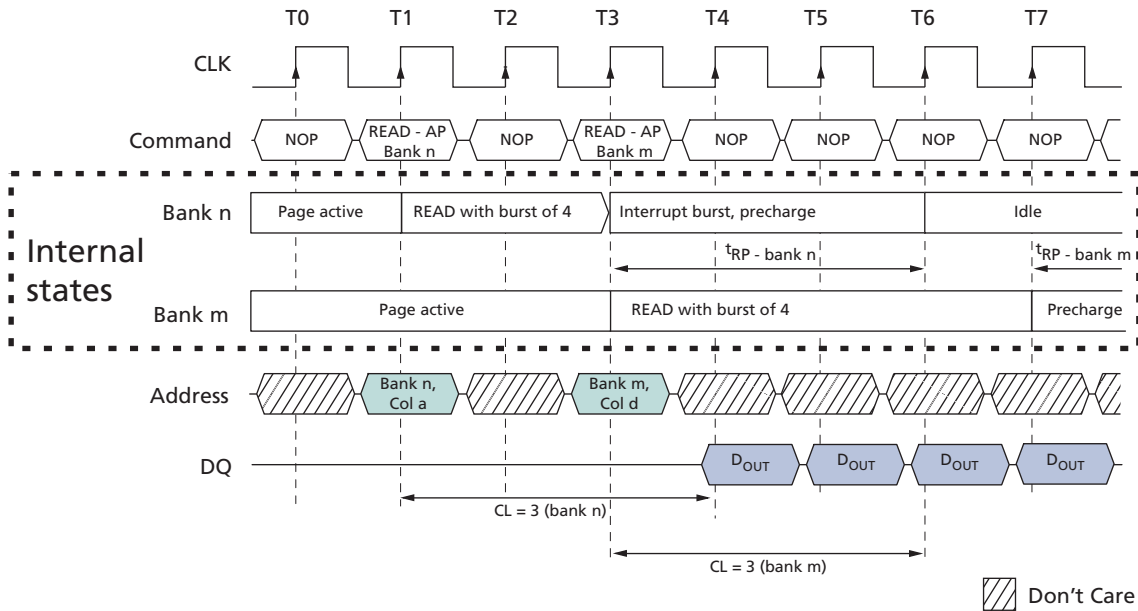 T0 T1 T2 T3 T4 T5 T6 T7
CLK
Command NOP READ - AP Bank n NOP READ - AP Bank m NOP NOP NOP NOP
Internal states
Bank n Page active READ with burst of 4 Interrupt burst, precharge Idle
tRP - bank n tRP - bank m
Bank m Page active READ with burst of 4 Precharge
Address Bank n, Col a Bank m, Col d
DQ DOUT DOUT DOUT DOUT
CL = 3 (bank n)
CL = 3 (bank m)
Don't Care